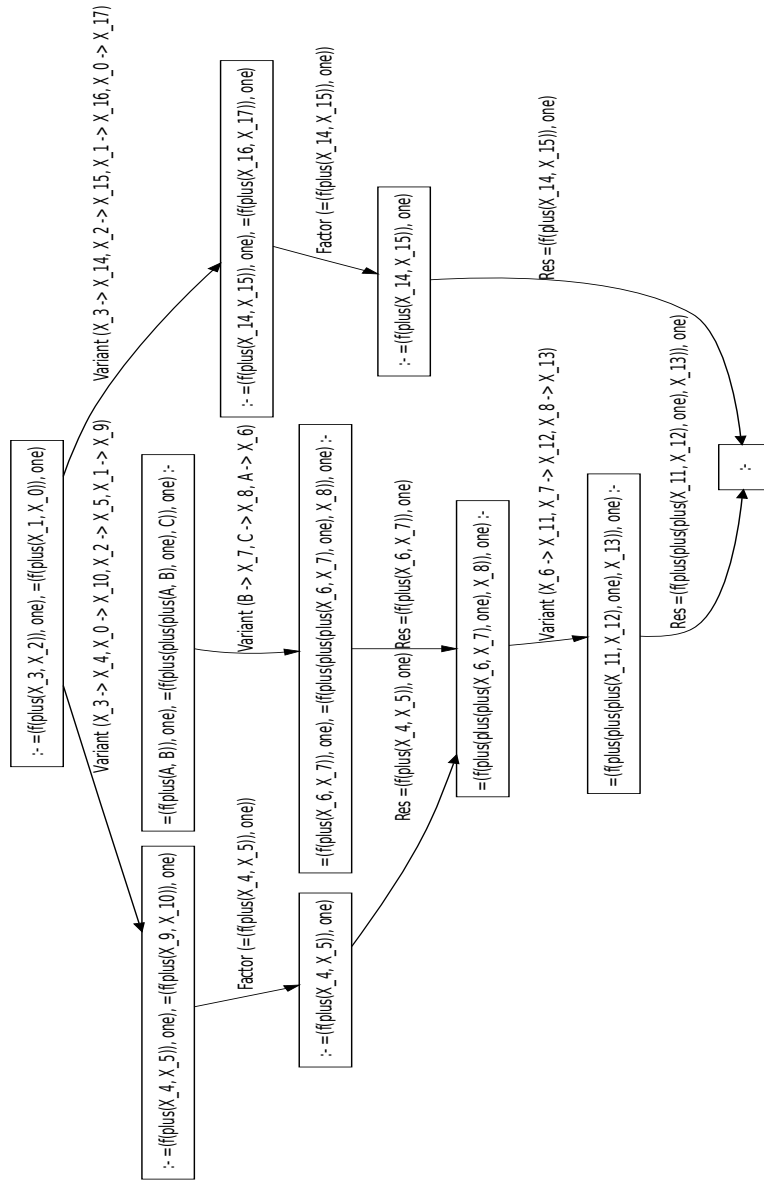 :- =(f(plus(X_3, X_2)), one), =(f(plus(X_1, X_0)), one)
Variant (X_3 -> X_4, X_0 -> X_10, X_2 -> X_5, X_1 -> X_9)
Variant (X_3 -> X_14, X_2 -> X_15, X_1 -> X_16, X_0 -> X_17)
:- =(f(plus(X_4, X_5)), one), =(f(plus(X_9, X_10)), one)
=(f(plus(A, B)), one), =(f(plus(plus(plus(A, B), one), C)), one) :-
:- =(f(plus(X_14, X_15)), one), =(f(plus(X_16, X_17)), one)
Factor (=(f(plus(X_4, X_5)), one))
Variant (B -> X_7, C -> X_8, A -> X_6)
Factor (=(f(plus(X_14, X_15)), one))
:- =(f(plus(X_4, X_5)), one)
=(f(plus(X_6, X_7)), one), =(f(plus(plus(plus(X_6, X_7), one), X_8)), one) :-
:- =(f(plus(X_14, X_15)), one)
Res =(f(plus(X_4, X_5)), one)
Res =(f(plus(X_6, X_7)), one)
=(f(plus(plus(plus(X_6, X_7), one), X_8)), one) :-
Variant (X_6 -> X_11, X_7 -> X_12, X_8 -> X_13)
Res =(f(plus(X_14, X_15)), one)
=(f(plus(plus(plus(X_11, X_12), one), X_13)), one) :-
Res =(f(plus(plus(plus(X_11, X_12), one), X_13)), one)
:-